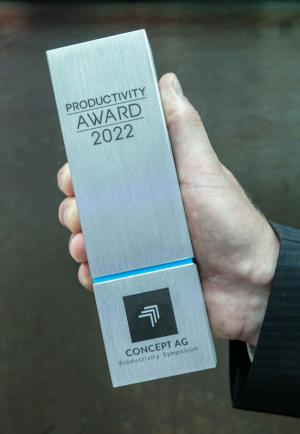 PRODUCTIVITY
AWARD
2022
CONCEPT AG
Productivity Symposium